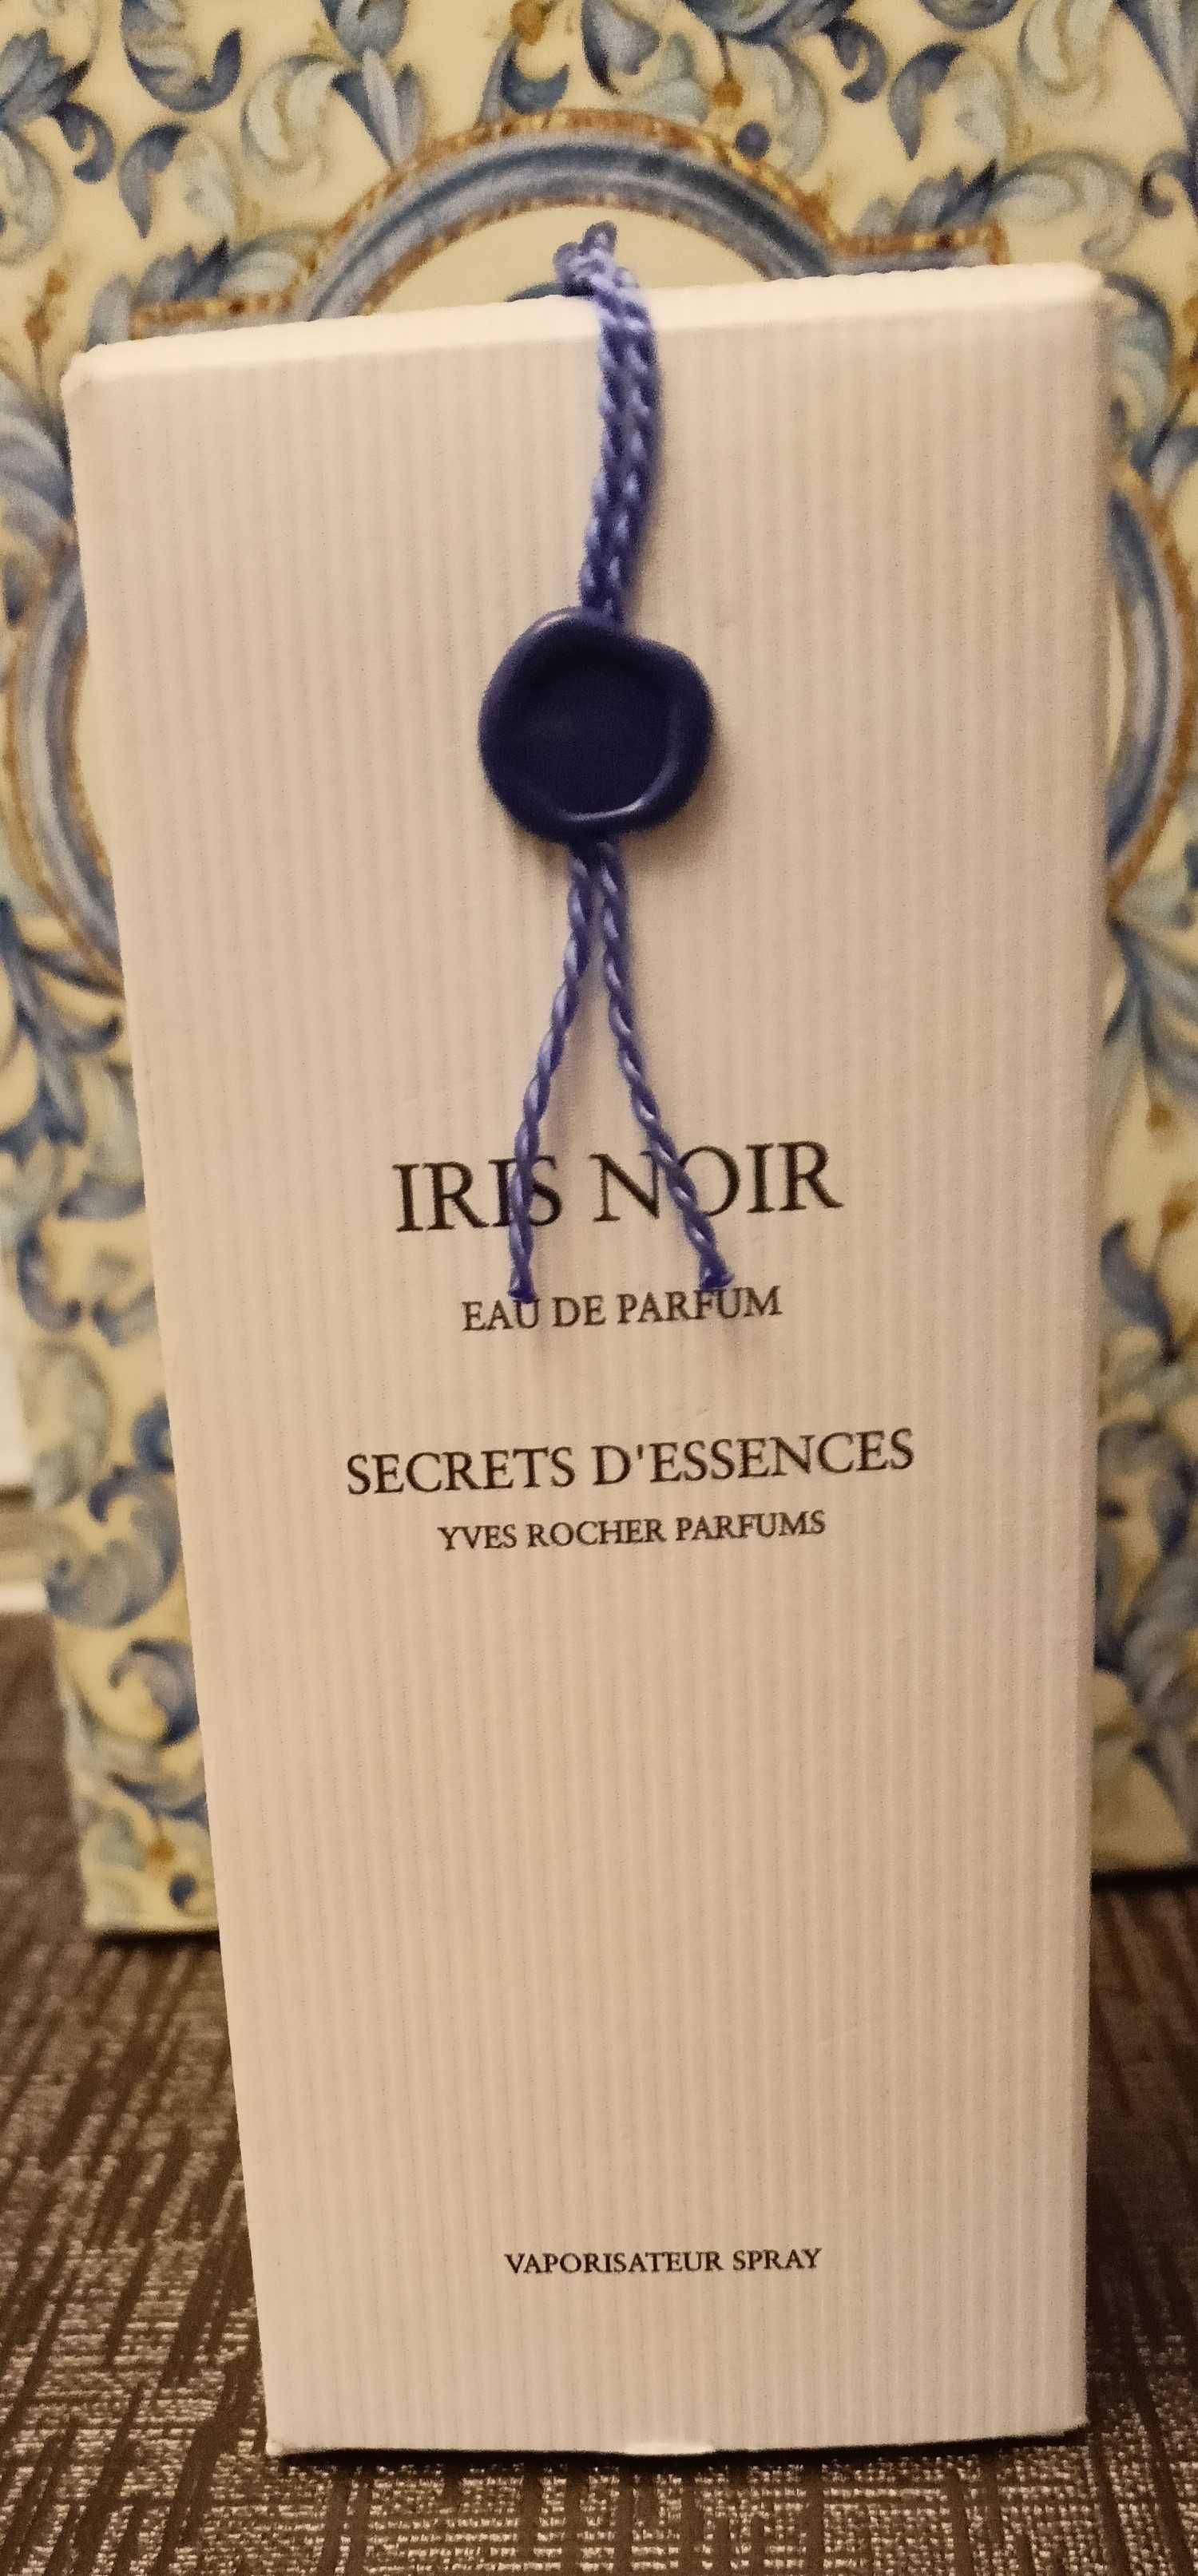 IRIS NOIR
EAU DE PARFUM
SECRETS D'ESSENCES
YVES ROCHER PARFUMS
VAPORISATEUR SPRAY